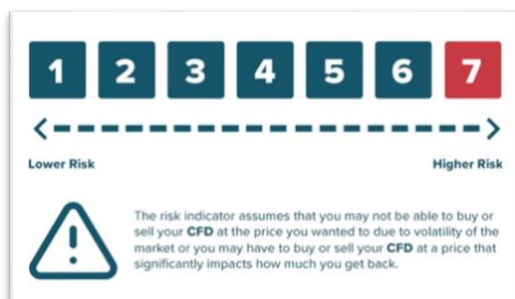 1 2 3 4 5 6 7
Lower Risk Higher Risk
The risk indicator assumes that you may not be able to buy or
sell your CFD at the price you wanted to due to volatility of the
market or you may have to buy or sell your CFD at a price that
significantly impacts how much you get back.